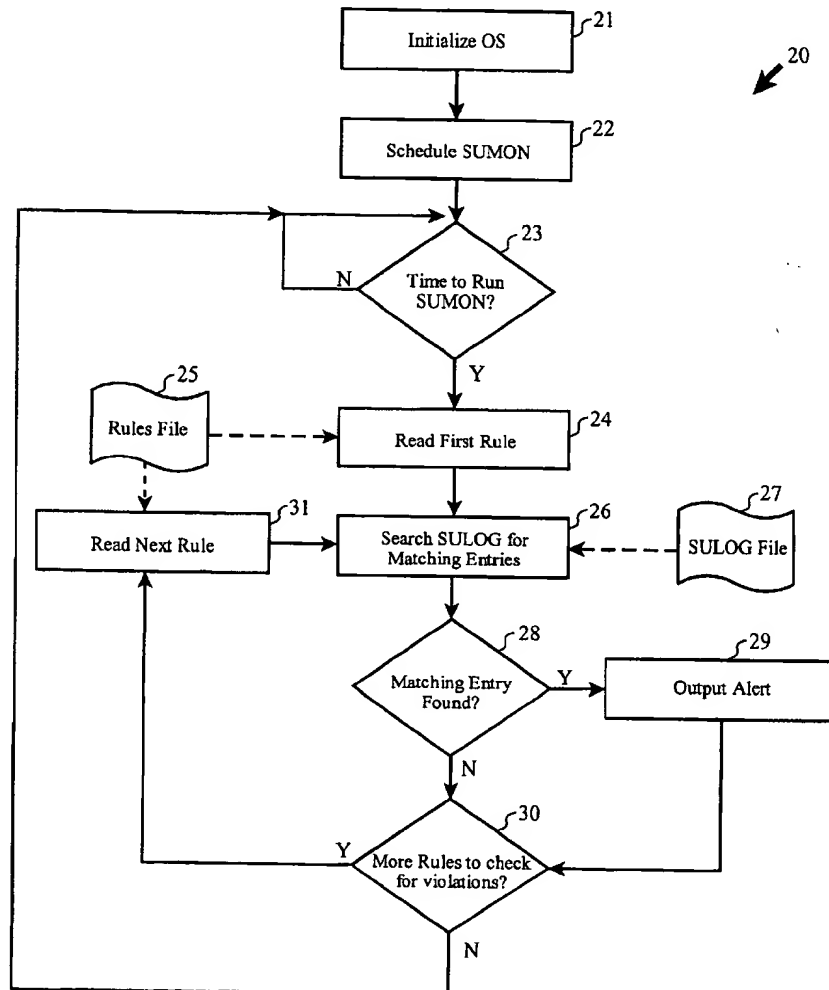 21
Initialize OS
20
22
Schedule SUMON
23
N
Time to Run
SUMON?
Y
25
Rules File
24
Read First Rule
31
Read Next Rule
26
Search SULOG for
Matching Entries
27
SULOG File
28
Matching Entry
Found?
Y
29
Output Alert
N
30
Y
More Rules to check
for violations?
N